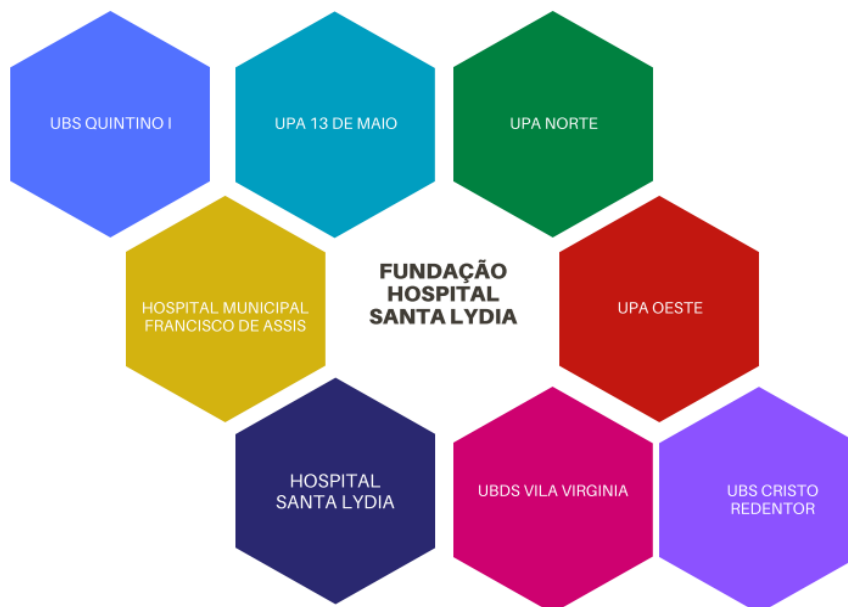 UBS QUINTINO I
UPA 13 DE MAIO
UPA NORTE
HOSPITAL MUNICIPAL
FRANCISCO DE ASSIS
FUNDAÇÃO
HOSPITAL
SANTA LYDIA
UPA OESTE
HOSPITAL
SANTA LYDIA
UBDS VILA VIRGINIA
UBS CRISTO
REDENTOR